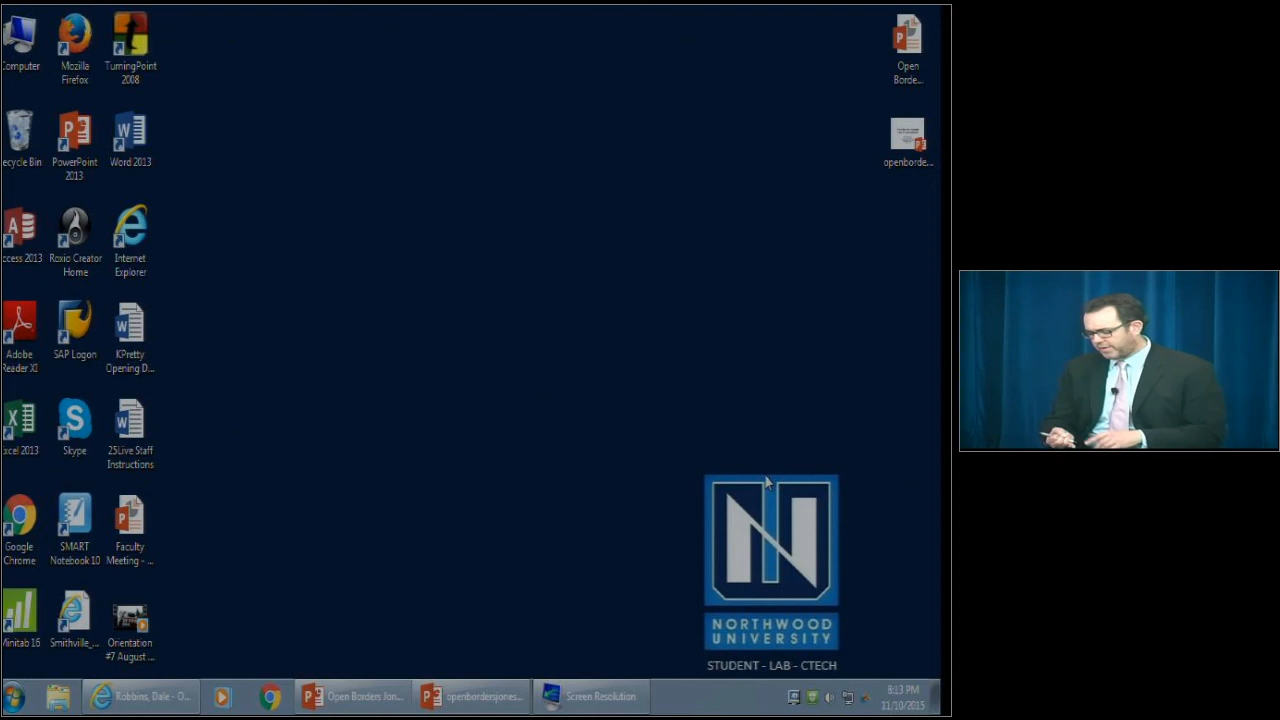 Computer
Mozilla
Firefox
TurningPoint
2008
Open
Borde...
ecycle Bin
PowerPoint
2013
Word 2013
openborde...
ccess 2013
Roxio Creator
Home
Internet
Explorer
Adobe
Reader XI
SAP Logon
KPretty
Opening D...
xcel 2013
Skype
25Live Staff
Instructions
Google
Chrome
SMART
Notebook 10
Faculty
Meeting - ...
Minitab 16
Smithville_...
Orientation
#7 August ...
NORTHWOOD
UNIVERSITY
STUDENT - LAB - CTECH
Robbins, Dale - O...
Open Borders Jon...
openbordersjones...
Screen Resolution
8:13 PM
11/10/2015